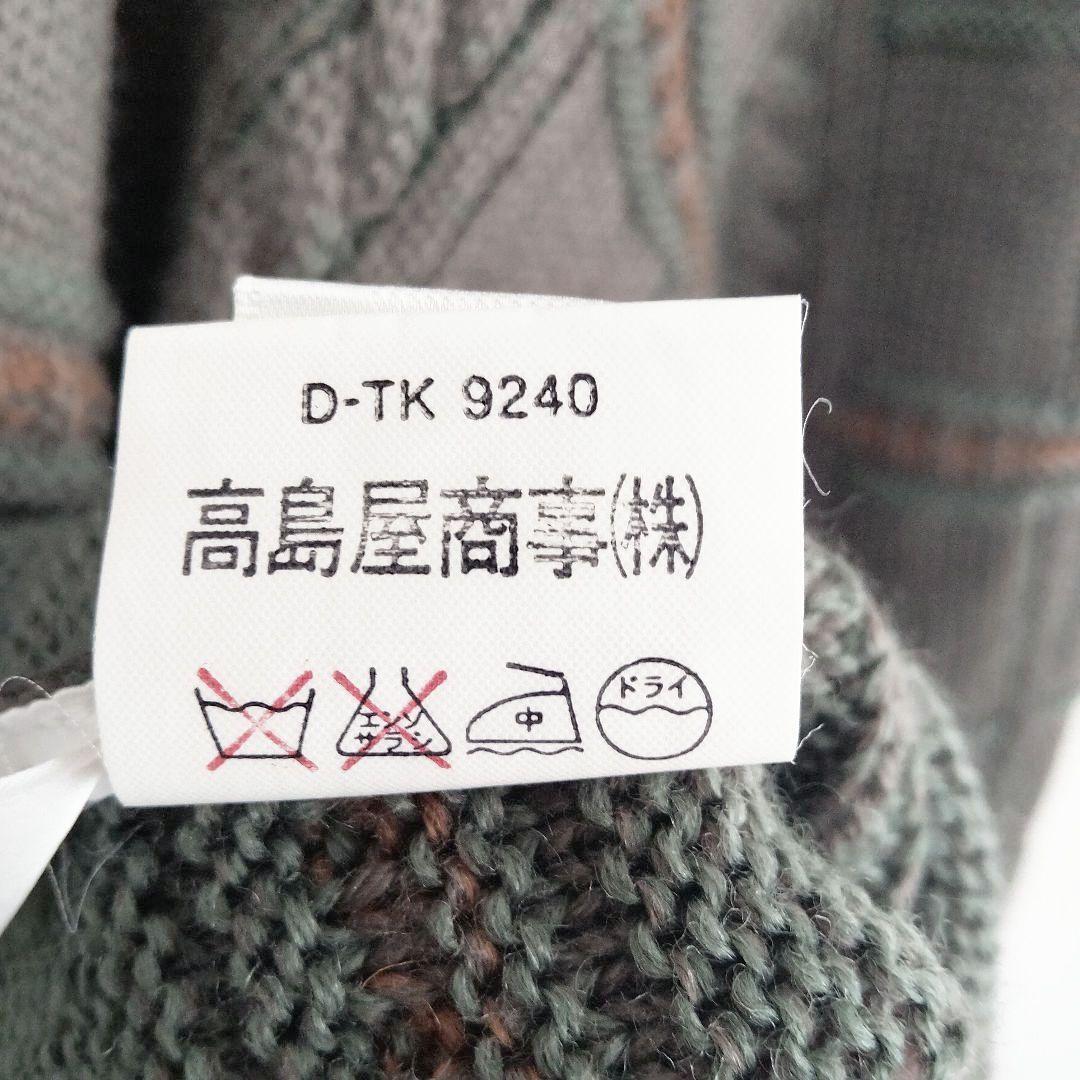 D-TK 9240
高島屋商事(株)
エンソ サラシ 中 ドライ